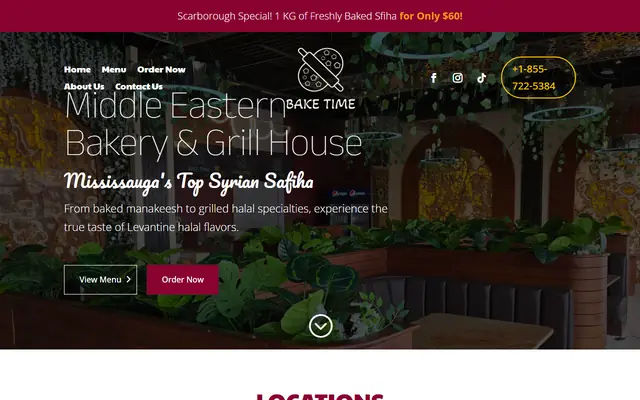 Scarborough Special! 1 KG of Freshly Baked Sfiha for Only $60!
Home Menu Order Now
About Us Contact Us
BAKE TIME
+1-855-
722-5384
Middle Eastern
Bakery & Grill House
Mississauga's Top Syrian Safiha
From baked manakeesh to grilled halal specialties, experience the
true taste of Levantine halal flavors.
View Menu
Order Now
LOCATIONS